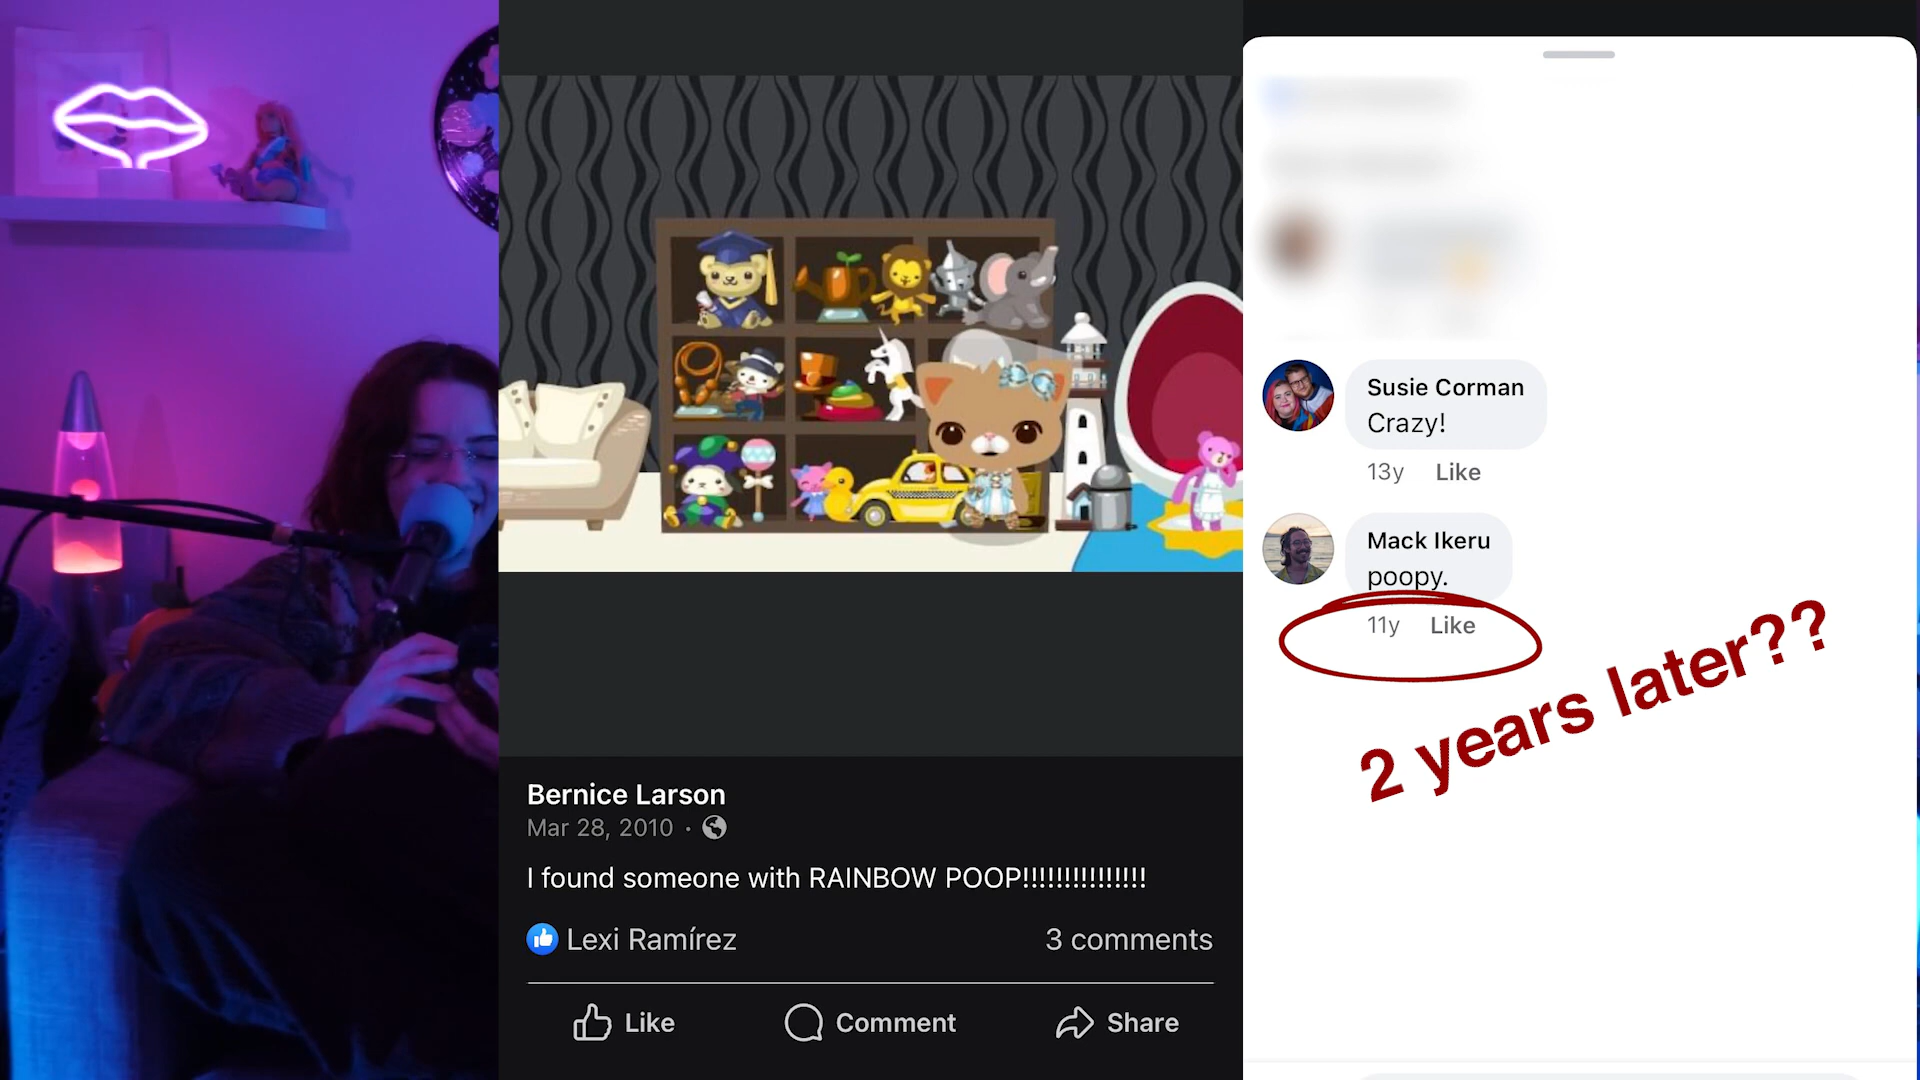 Bernice Larson
Mar 28, 2010 ·
I found someone with RAINBOW POOP!!!!!!!!!!!!!!!
Lexi Ramírez
3 comments
Like
Comment
Share
Susie Corman
Crazy!
13y Like
Mack Ikeru
poopy.
11y Like
2 years later??